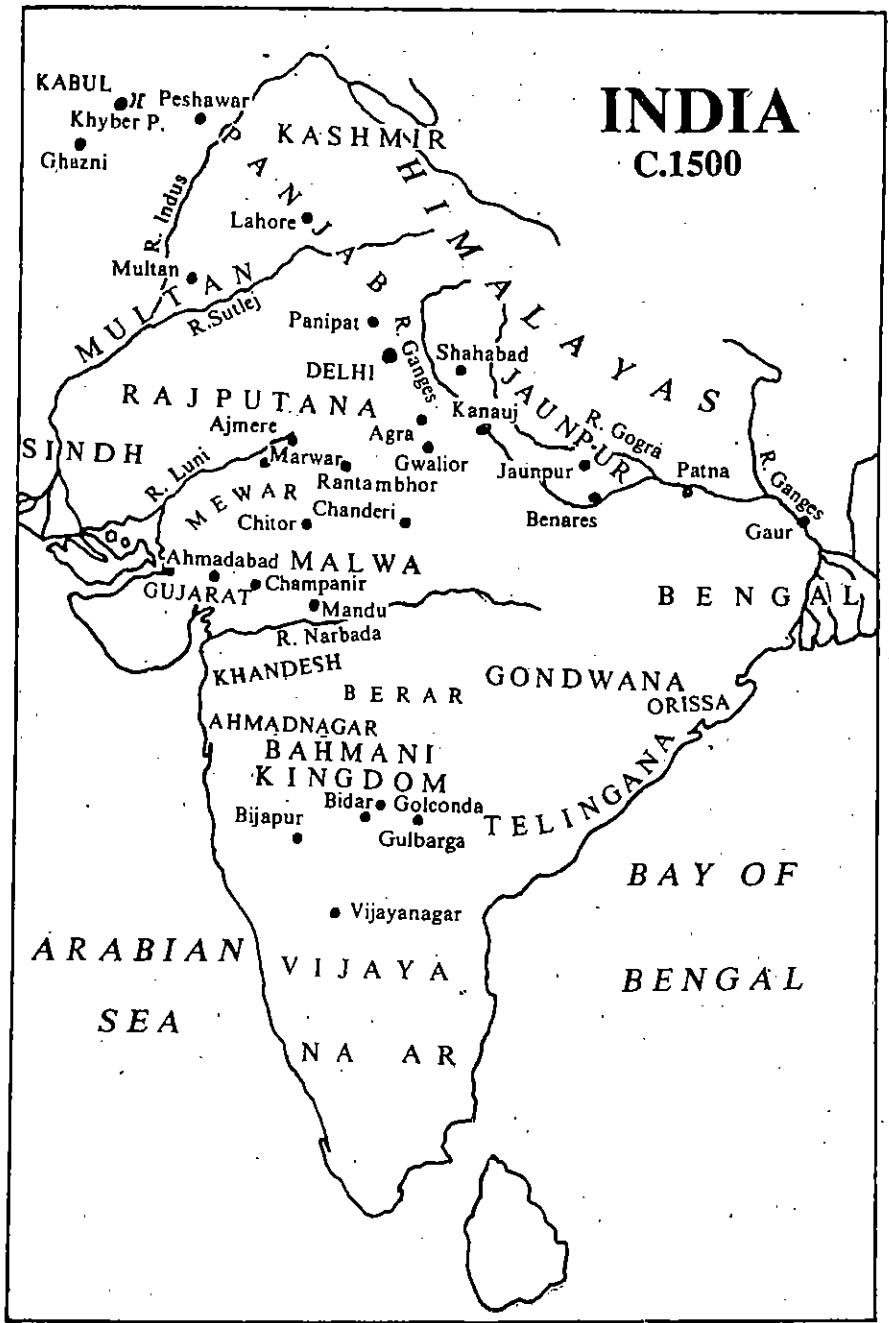 INDIA
C.1500
KABUL
Peshawar
Khyber P.
Ghazni
KASHMIR
PANJAB
HIMALAYAS
R. Indus
Lahore
Multan
MULTAN
R.Sutlej
Panipat
DELHI
R. Ganges
Shahabad
JAUNPUR
RAJPUTANA
Kanauj
R. Gogra
Ajmere
Agra
Gwalior
SINDH
R. Luni
Marwar
Rantambhor
Jaunpur
Patna
R. Ganges
MEWAR
Chitor
Chanderi
Benares
Gaur
Ahmadabad
MALWA
GUJARAT
Champanir
BENGAL
Mandu
R. Narbada
KHANDESH
BERAR
GONDWANA
ORISSA
AHMADNAGAR
BAHMANI
KINGDOM
Bidar
Golconda
TELINGANA
Bijapur
Gulbarga
BAY OF
BENGAL
Vijayanagar
ARABIAN
SEA
VIJAYA
NA AR